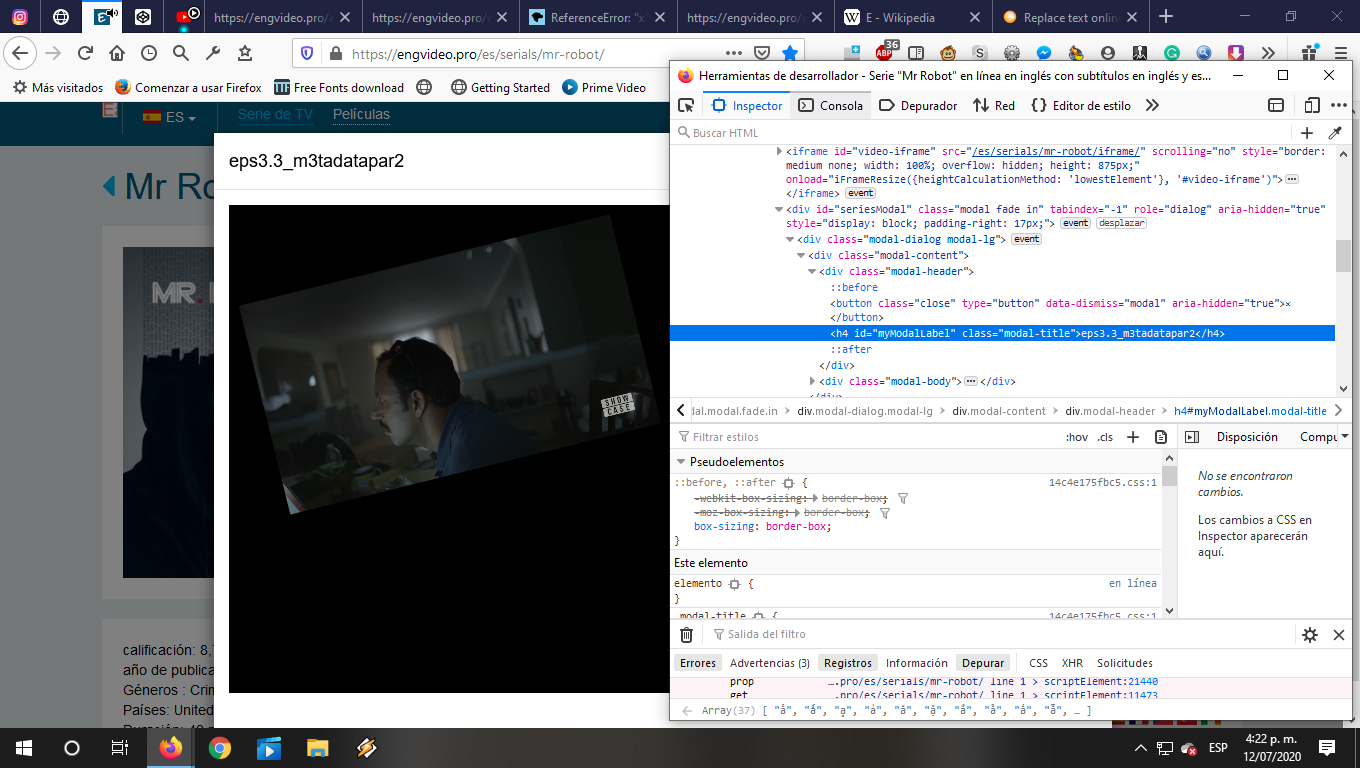 https://engvideo.pro/e
https://engvideo.pro/e
ReferenceError: "x
https://engvideo.pro/e
E - Wikipedia
Replace text onlin
https://engvideo.pro/es/serials/mr-robot/
36
Más visitados
Comenzar a usar Firefox
Free Fonts download
Getting Started
Prime Video
ES
Serie de TV
Películas
Mr Ro
eps3.3_m3tadatapar2
MR.
SHOW
CASE
calificación: 8,
año de publica
Géneros : Crim
Países: United
Herramientas de desarrollador - Serie "Mr Robot" en línea en inglés con subtítulos en inglés y es...
Inspector
Consola
Depurador
Red
Editor de estilo
Buscar HTML
<iframe id="video-iframe" src="/es/serials/mr-robot/iframe/" scrolling="no" style="border:
medium none; width: 100%; overflow: hidden; height: 875px;"
onload="iFrameResize({heightCalculationMethod: 'lowestElement'}, '#video-iframe')">
</iframe> event
<div id="seriesModal" class="modal fade in" tabindex="-1" role="dialog" aria-hidden="true"
style="display: block; padding-right: 17px;"> event desplazar
<div class="modal-dialog modal-lg"> event
<div class="modal-content">
<div class="modal-header">
::before
<button class="close" type="button" data-dismiss="modal" aria-hidden="true">×
</button>
<h4 id="myModalLabel" class="modal-title">eps3.3_m3tadatapar2</h4>
::after
</div>
<div class="modal-body"> </div>
</div>
dal.modal.fade.in > div.modal-dialog.modal-lg > div.modal-content > div.modal-header > h4#myModalLabel.modal-title
Filtrar estilos
:hov .cls
Disposición
Compu
Pseudoelementos
::before, ::after {
14c4e175fbc5.css:1
-webkit-box-sizing: border-box;
-moz-box-sizing: border-box;
box-sizing: border-box;
}
Este elemento
elemento {
en línea
}
.modal-title {
14c4e175fbc5.css:1
No se encontraron
cambios.
Los cambios a CSS en
Inspector aparecerán
aquí.
Salida del filtro
Errores
Advertencias (3)
Registros
Información
Depurar
CSS
XHR
Solicitudes
prop
….pro/es/serials/mr-robot/ line 1 > scriptElement:21440
get
….pro/es/serials/mr-robot/ line 1 > scriptElement:11473
ESP
4:22 p. m.
12/07/2020